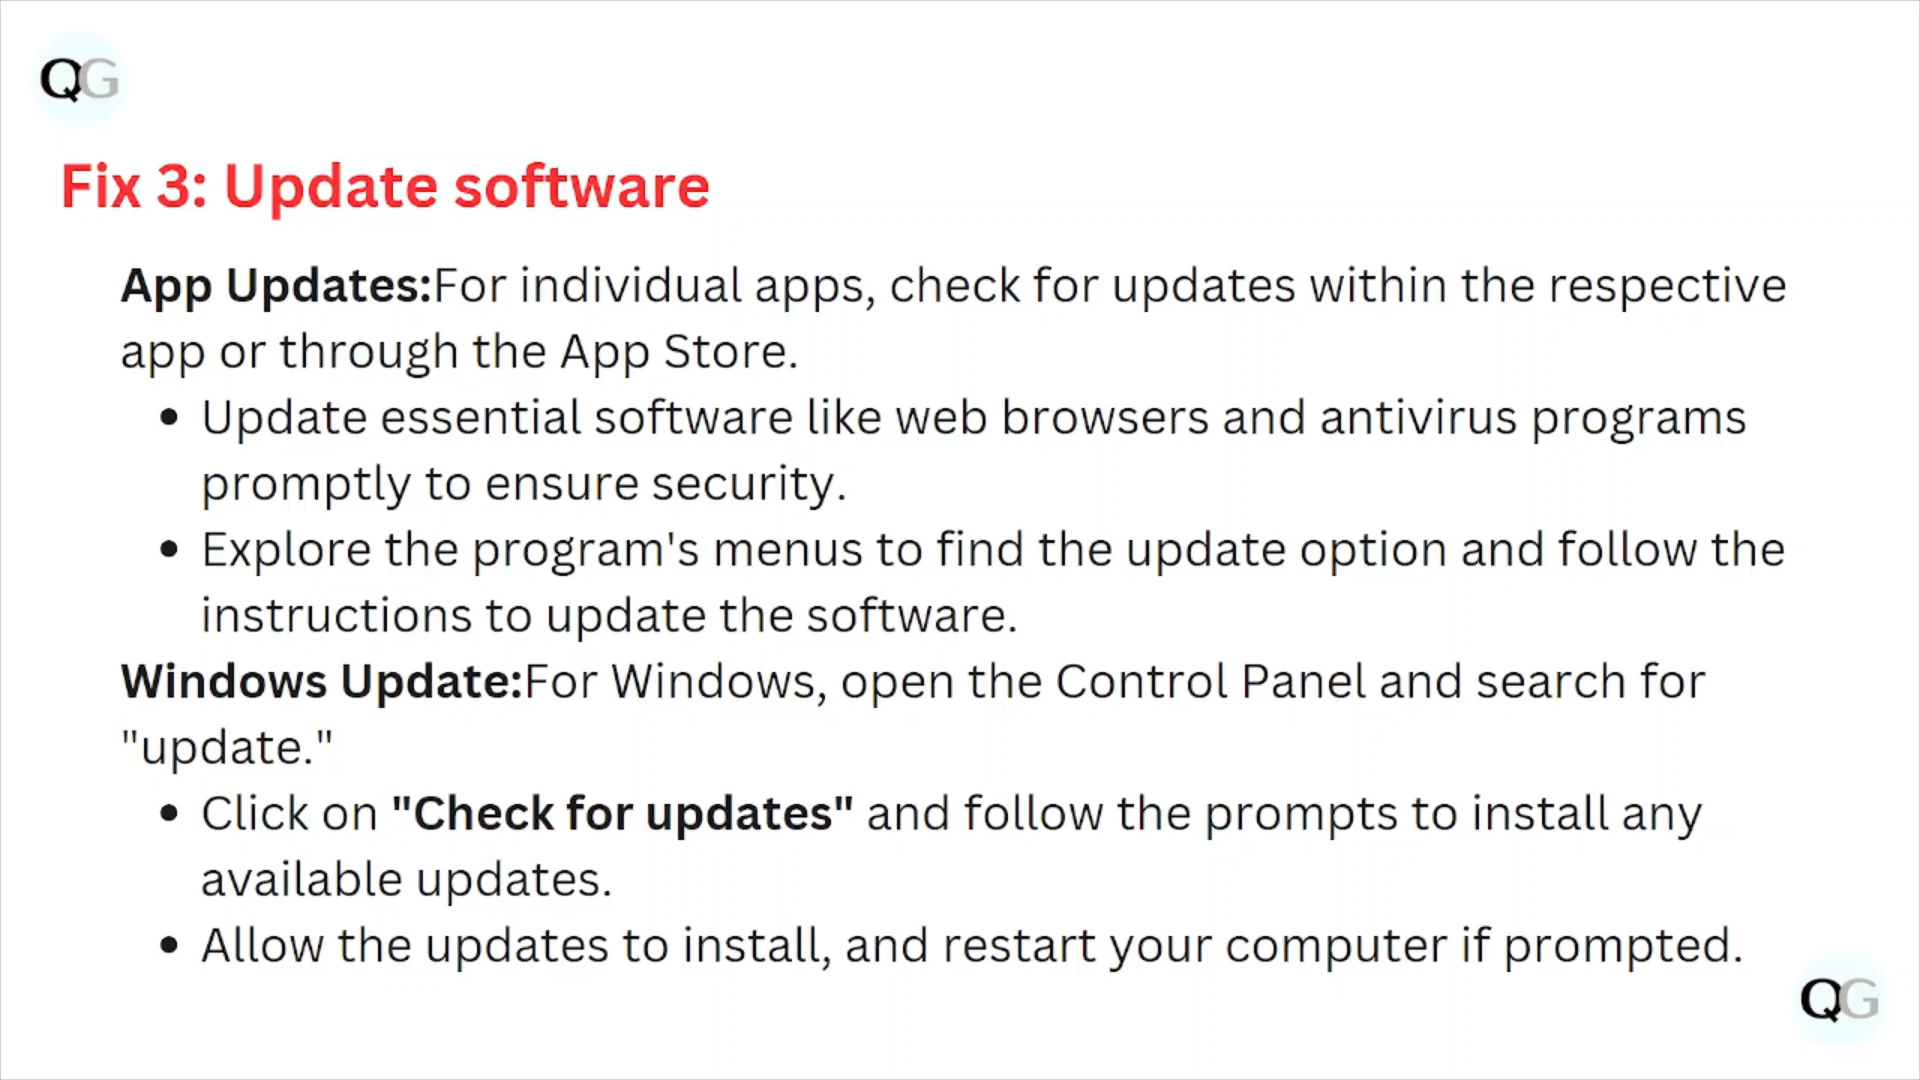 QG
Fix 3: Update software
App Updates:For individual apps, check for updates within the respective
app or through the App Store.
• Update essential software like web browsers and antivirus programs
promptly to ensure security.
• Explore the program's menus to find the update option and follow the
instructions to update the software.
Windows Update:For Windows, open the Control Panel and search for
"update."
• Click on "Check for updates" and follow the prompts to install any
available updates.
• Allow the updates to install, and restart your computer if prompted.
QG